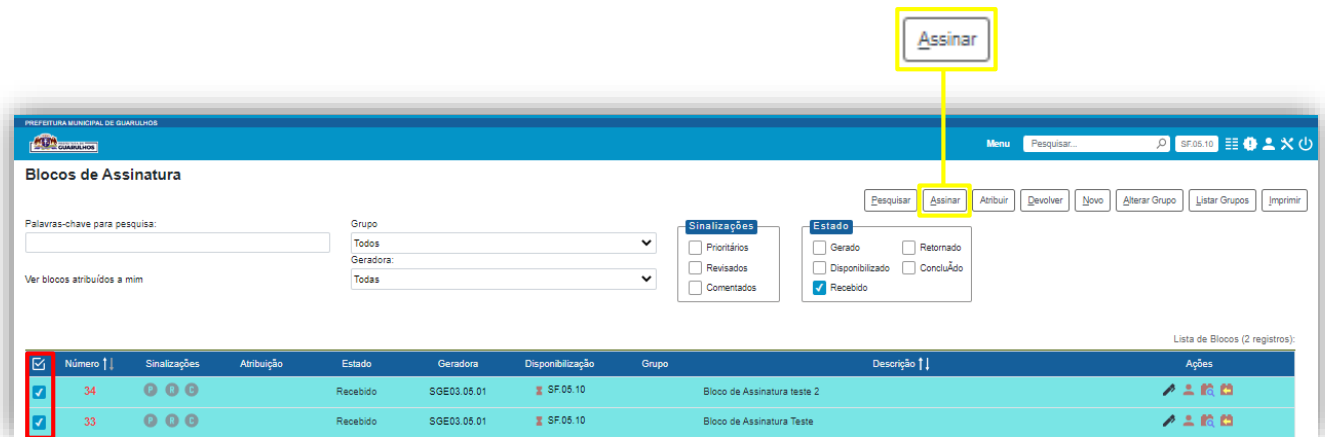 Assinar
PREFEITURA MUNICIPAL DE GUARULHOS
GUARULHOS
Menu Pesquisar... SF.05.10
Blocos de Assinatura
Pesquisar Assinar Atribuir Devolver Novo Alterar Grupo Listar Grupos Imprimir
Palavras-chave para pesquisa: Grupo Sinalizações Estado
Todos Prioritários Gerado Retornado
Geradora: Revisados Disponibilizado ConcluÃdo
Ver blocos atribuídos a mim Todas Comentados Recebido
Lista de Blocos (2 registros):
Número Sinalizações Atribuição Estado Geradora Disponibilização Grupo Descrição Ações
34 P R C Recebido SGE03.05.01 SF.05.10 Bloco de Assinatura teste 2
33 P R C Recebido SGE03.05.01 SF.05.10 Bloco de Assinatura Teste